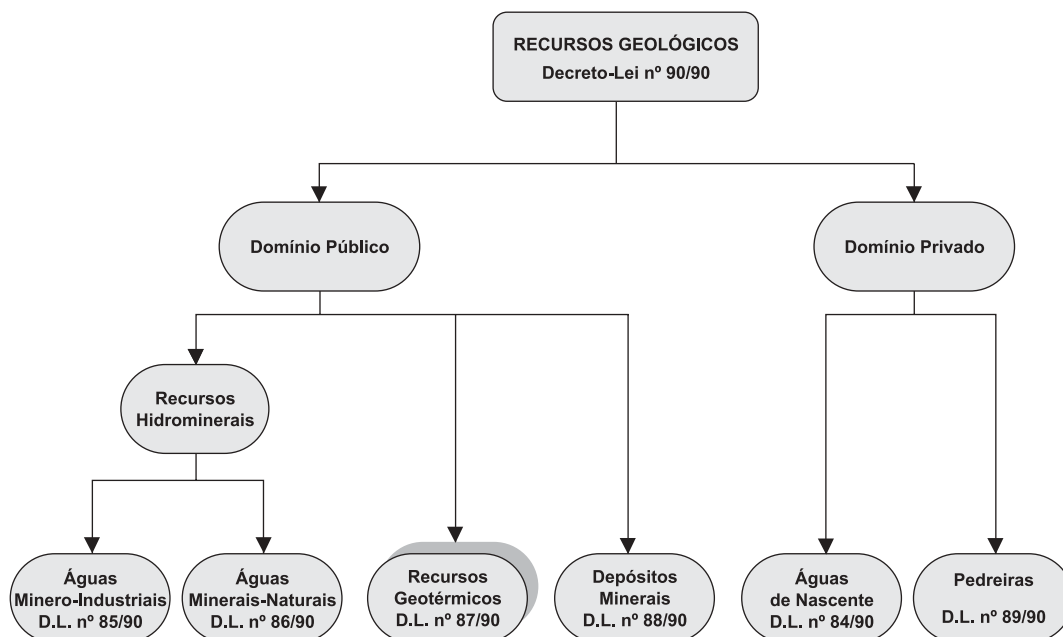 RECURSOS GEOLÓGICOS
Decreto-Lei nº 90/90
Domínio Público
Domínio Privado
Recursos
Hidrominerais
Águas
Minero-Industriais
D.L. nº 85/90
Águas
Minerais-Naturais
D.L. nº 86/90
Recursos
Geotérmicos
D.L. nº 87/90
Depósitos
Minerais
D.L. nº 88/90
Águas
de Nascente
D.L. nº 84/90
Pedreiras
D.L. nº 89/90